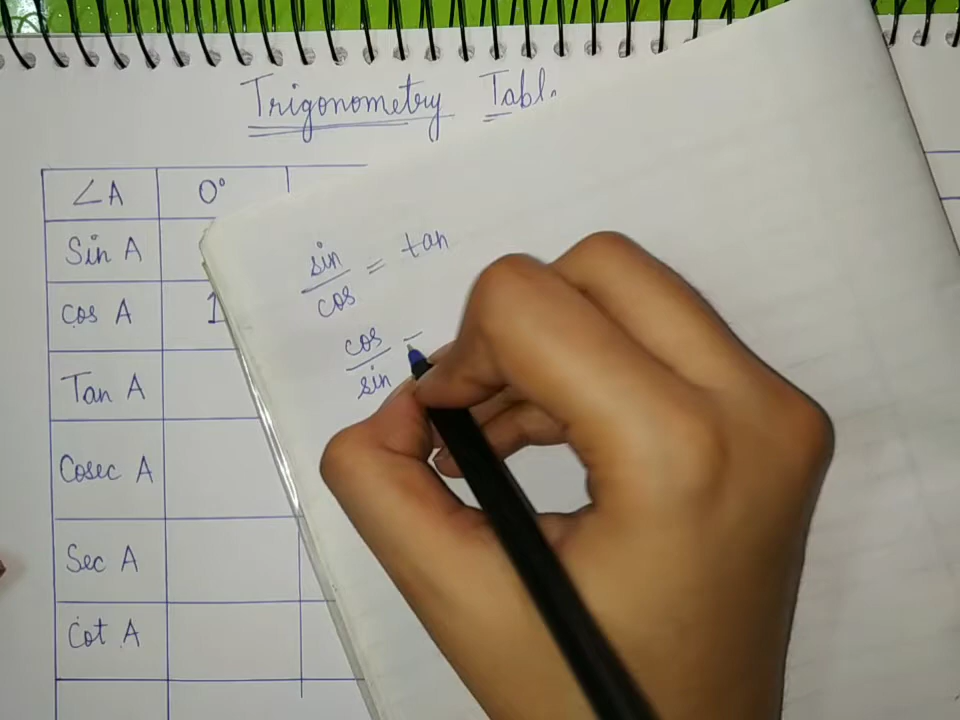 Trigonometry Tabl
∠A 0°
Sin A
cos A 1
Tan A
Cosec A
Sec A
Cot A
sin/cos = tan
cos/sin =